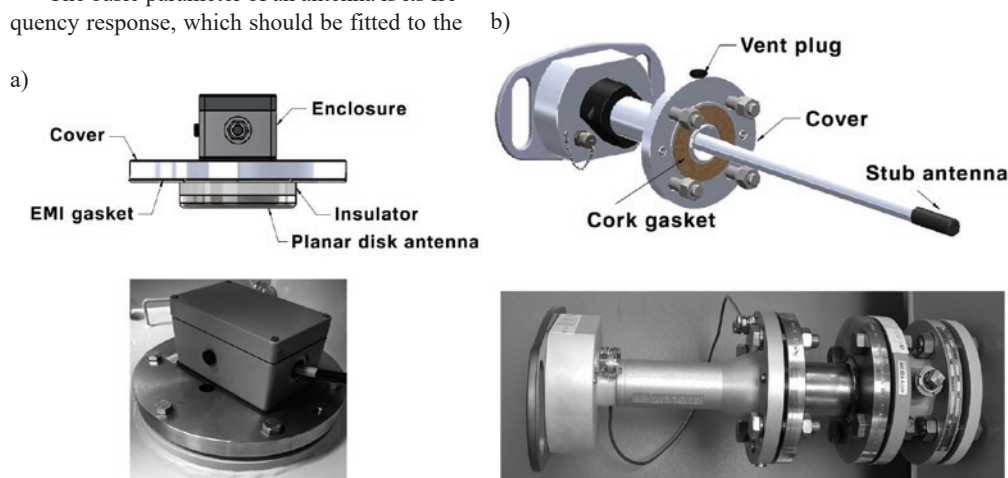 The basic parameter of an antenna is its fre-
quency response, which should be fitted to the
a)
Enclosure
Cover
EMI gasket
Insulator
Planar disk antenna
b)
Vent plug
Cover
Stub antenna
Cork gasket